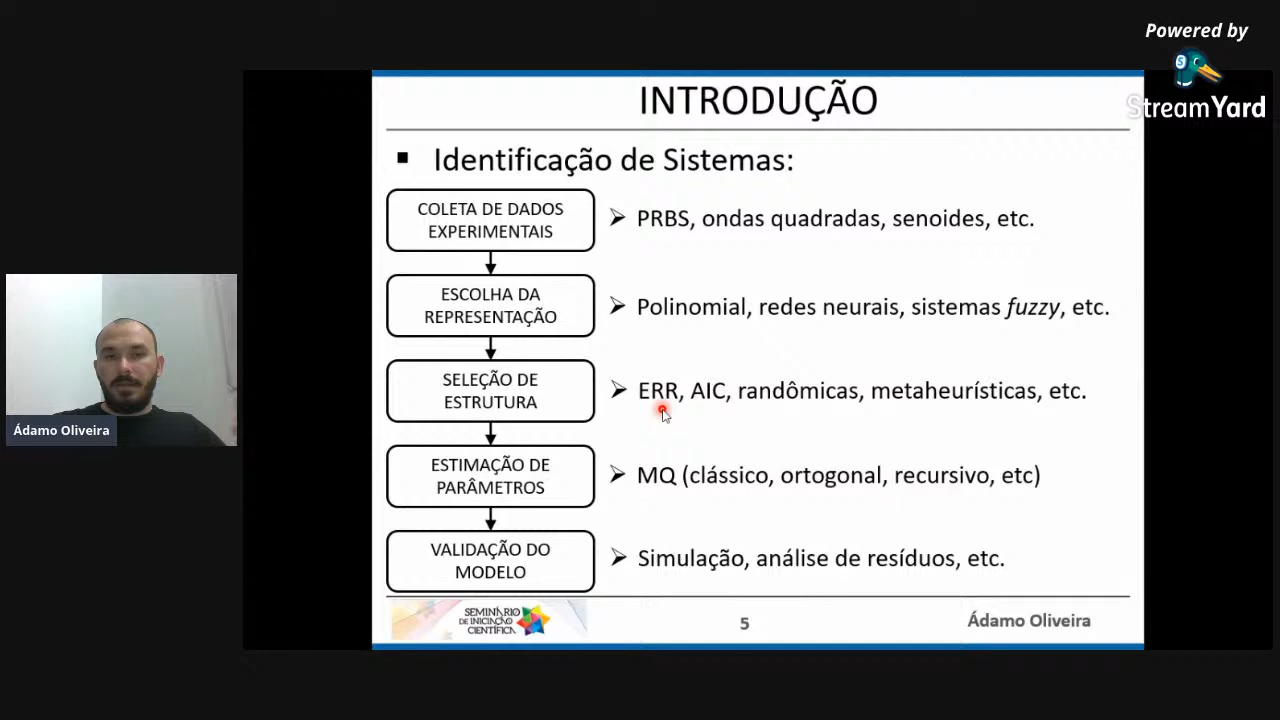 Powered by
StreamYard
INTRODUÇÃO
▪ Identificação de Sistemas:
COLETA DE DADOS
EXPERIMENTAIS
➢ PRBS, ondas quadradas, senoides, etc.
ESCOLHA DA
REPRESENTAÇÃO
➢ Polinomial, redes neurais, sistemas fuzzy, etc.
SELEÇÃO DE
ESTRUTURA
➢ ERR, AIC, randômicas, metaheurísticas, etc.
ESTIMAÇÃO DE
PARÂMETROS
➢ MQ (clássico, ortogonal, recursivo, etc)
VALIDAÇÃO DO
MODELO
➢ Simulação, análise de resíduos, etc.
SEMINÁRIO
DE INICIAÇÃO
CIENTÍFICA
5
Ádamo Oliveira
Ádamo Oliveira